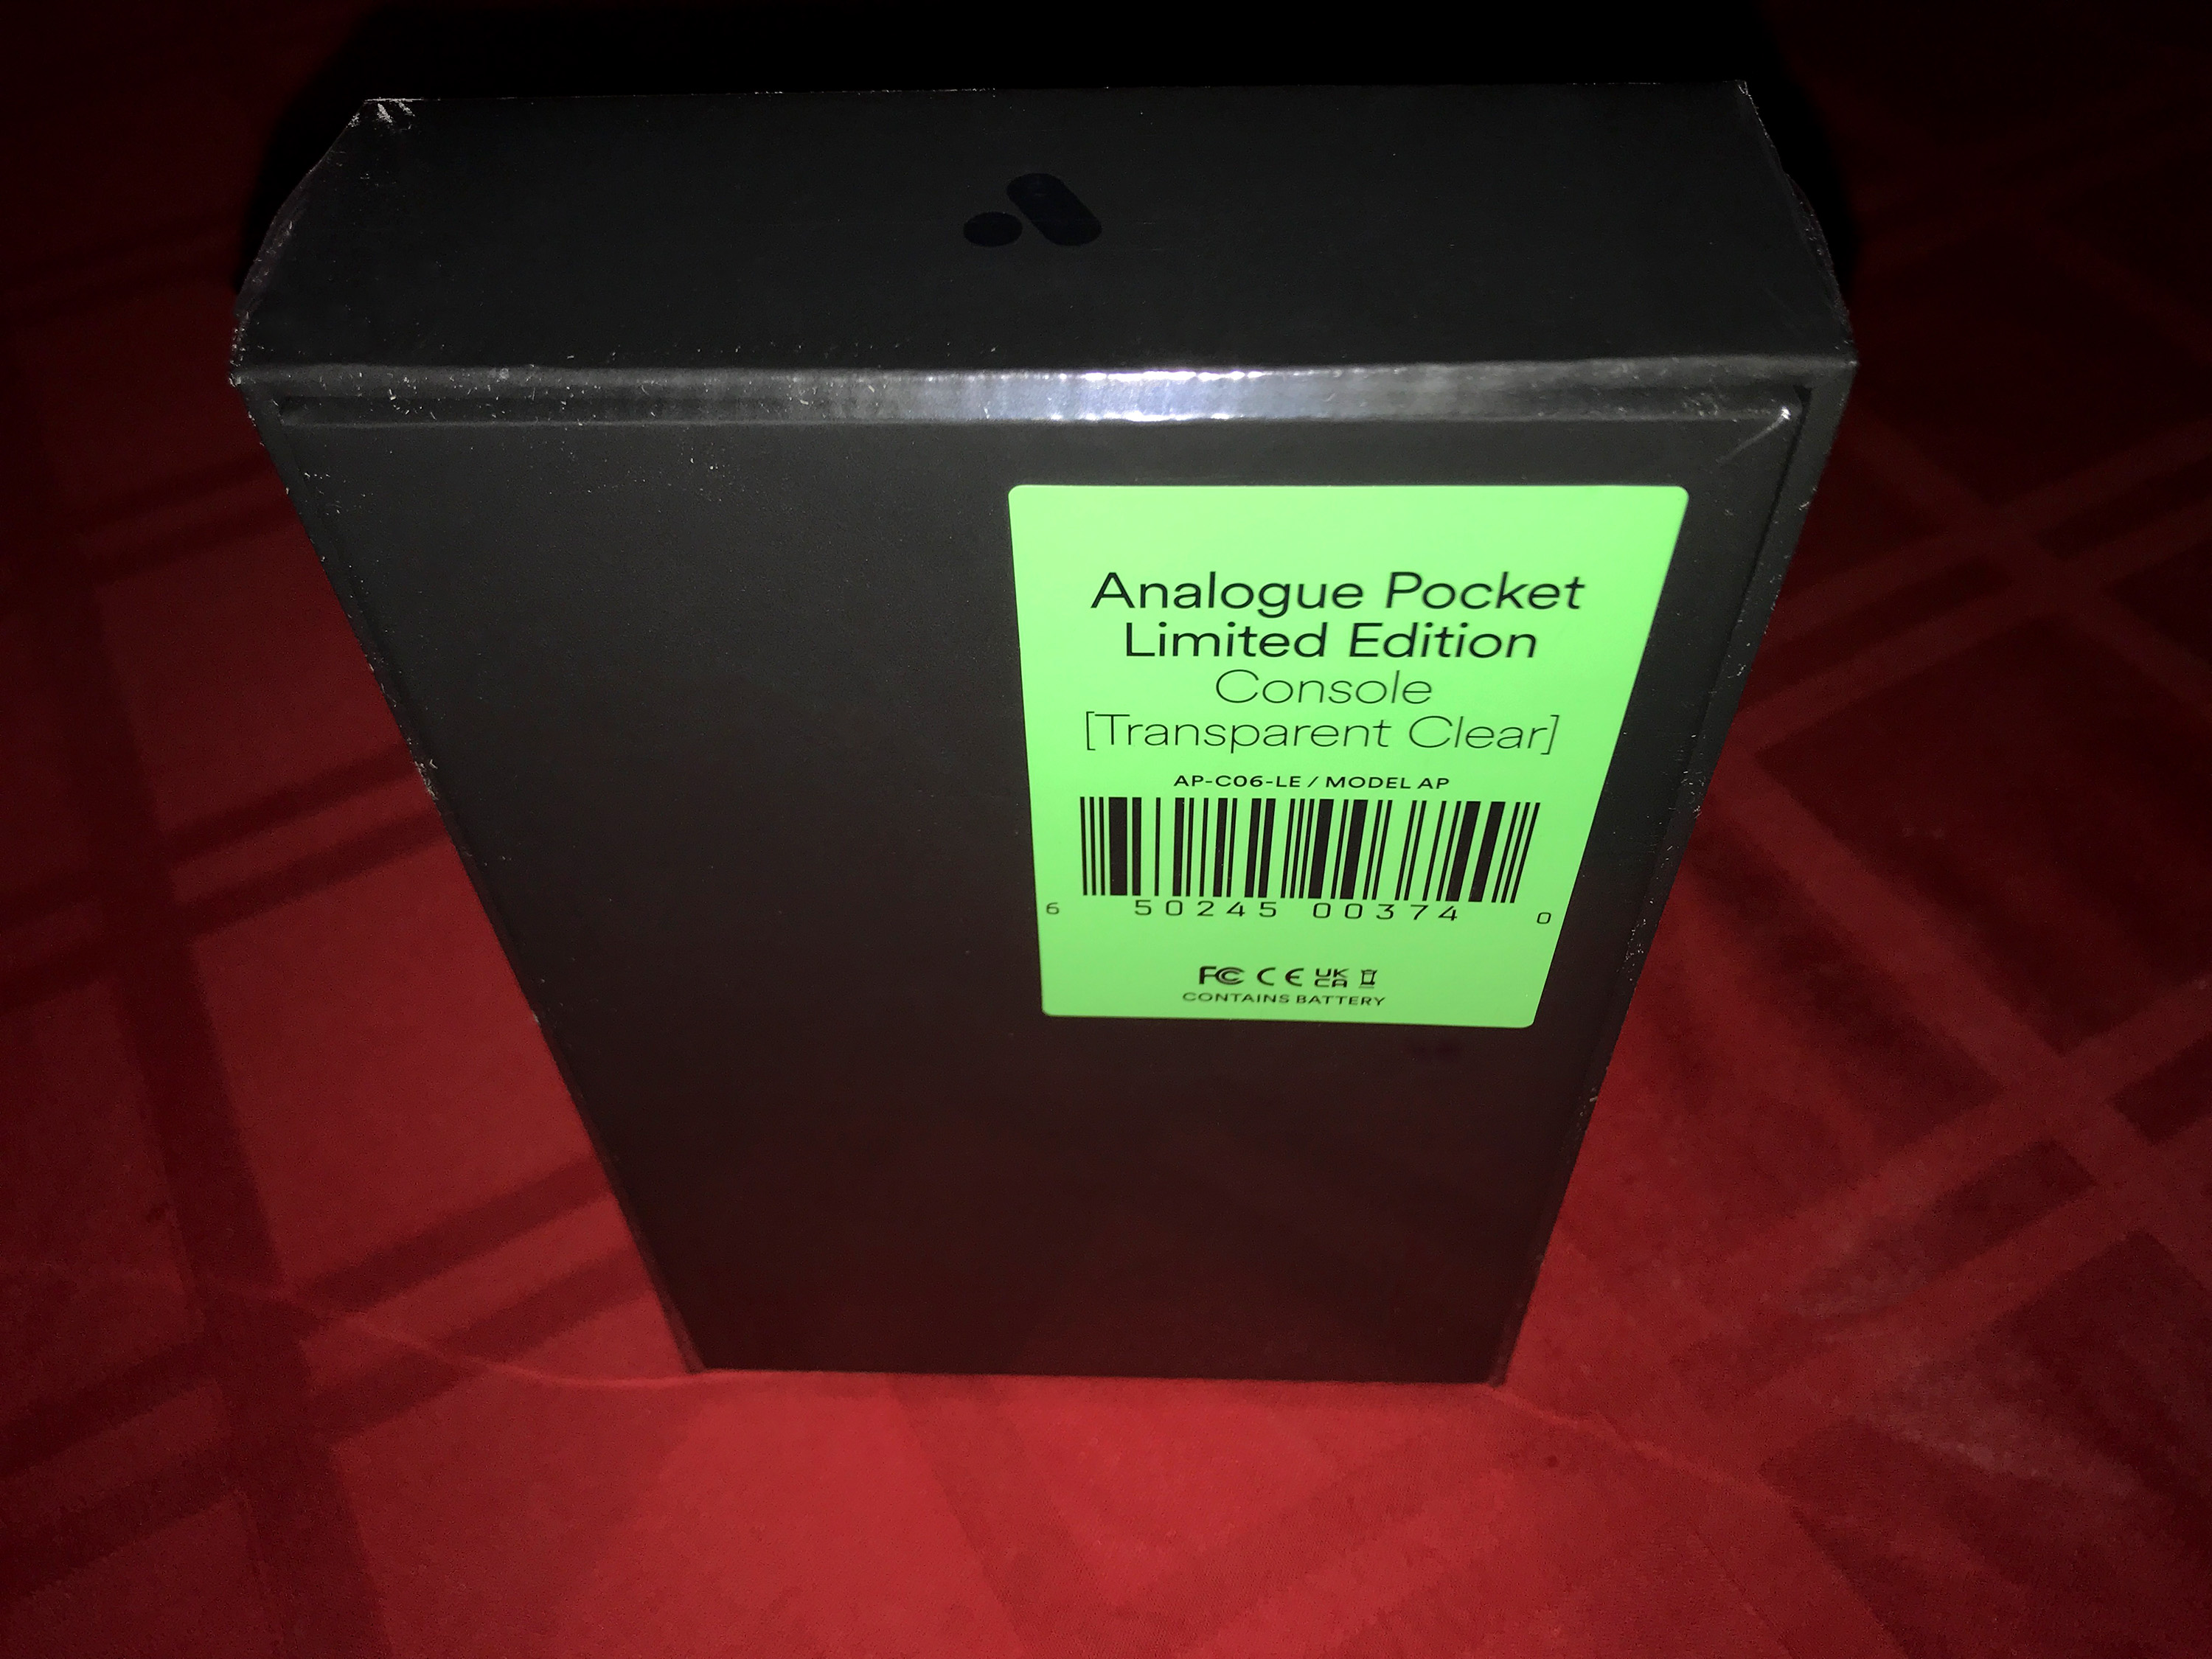 Analogue Pocket
Limited Edition
Console
[Transparent Clear]
AP-C06-LE / MODEL AP
6 50245 00374 0
FC CE UK CA
CONTAINS BATTERY